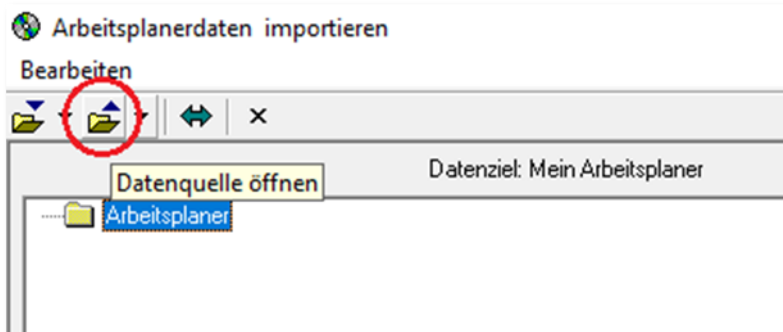 Arbeitsplanerdaten importieren
Bearbeiten
Datenquelle öffnen
Datenziel: Mein Arbeitsplaner
Arbeitsplaner